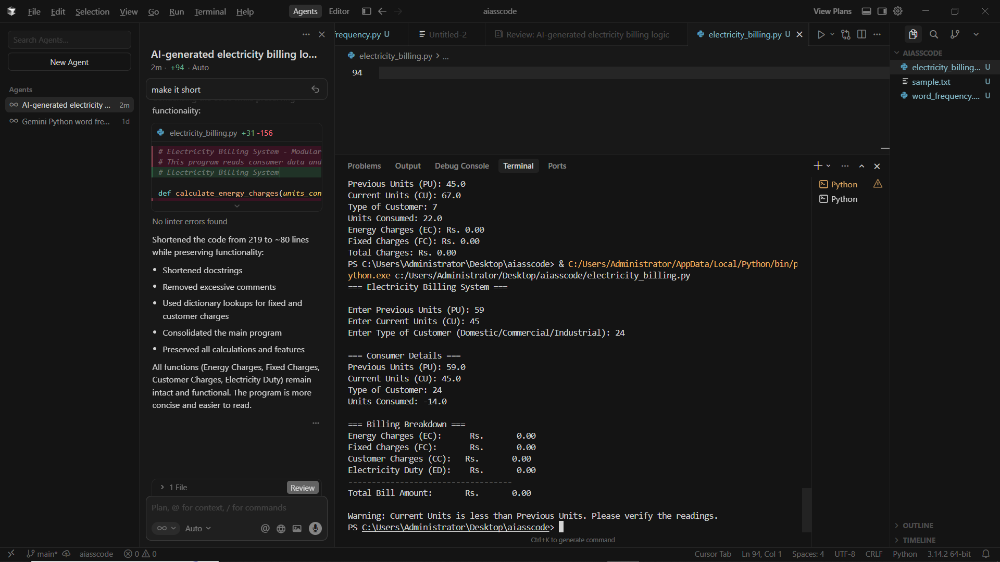 File Edit Selection View Go Run Terminal Help
Agents Editor
aiasscode
View Plans
Search Agents...
New Agent
Agents
AI-generated electricity ... 2m
Gemini Python word fre... 1d
AI-generated electricity billing lo...
2m · +94 · Auto
make it short
functionality:
electricity_billing.py +31 -156
# Electricity Billing System - Modular
# This program reads consumer data and
# Electricity Billing System
def calculate_energy_charges(units_con
No linter errors found
Shortened the code from 219 to ~80 lines
while preserving functionality:
• Shortened docstrings
• Removed excessive comments
• Used dictionary lookups for fixed and
customer charges
• Consolidated the main program
• Preserved all calculations and features
All functions (Energy Charges, Fixed Charges,
Customer Charges, Electricity Duty) remain
intact and functional. The program is more
concise and easier to read.
1 File
Review
Plan, @ for context, / for commands
Auto
requency.py U
Untitled-2
Review: AI-generated electricity billing logic
electricity_billing.py U
electricity_billing.py > ...
94
Problems Output Debug Console Terminal Ports
Previous Units (PU): 45.0
Current Units (CU): 67.0
Type of Customer: 7
Units Consumed: 22.0
Energy Charges (EC): Rs. 0.00
Fixed Charges (FC): Rs. 0.00
Total Charges: Rs. 0.00
PS C:\Users\Administrator\Desktop\aiasscode> & C:/Users/Administrator/AppData/Local/Python/bin/p
ython.exe c:/Users/Administrator/Desktop/aiasscode/electricity_billing.py
=== Electricity Billing System ===
Enter Previous Units (PU): 59
Enter Current Units (CU): 45
Enter Type of Customer (Domestic/Commercial/Industrial): 24
=== Consumer Details ===
Previous Units (PU): 59.0
Current Units (CU): 45.0
Type of Customer: 24
Units Consumed: -14.0
=== Billing Breakdown ===
Energy Charges (EC): Rs. 0.00
Fixed Charges (FC): Rs. 0.00
Customer Charges (CC): Rs. 0.00
Electricity Duty (ED): Rs. 0.00
-----------------------------------
Total Bill Amount: Rs. 0.00
Warning: Current Units is less than Previous Units. Please verify the readings.
PS C:\Users\Administrator\Desktop\aiasscode>
Ctrl+K to generate command
Python
Python
AIASSCODE
electricity_billing... U
sample.txt U
word_frequency.... U
OUTLINE
TIMELINE
main* aiasscode 0 0
Cursor Tab Ln 94, Col 1 Spaces: 4 UTF-8 CRLF Python 3.14.2 64-bit